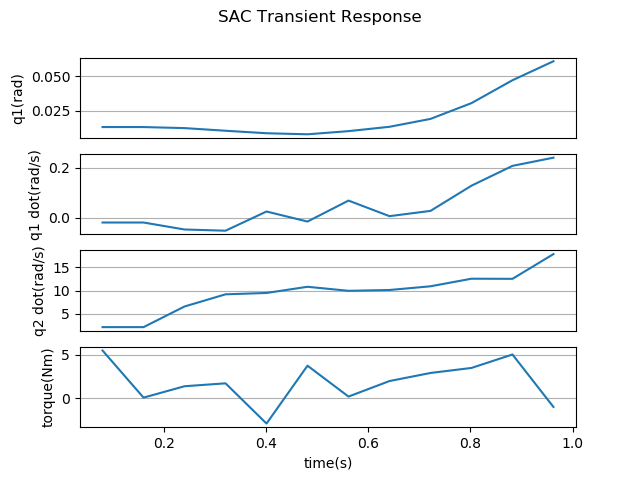 SAC Transient Response
q1(rad)
0.050
0.025
q1 dot(rad/s)
0.2
0.0
q2 dot(rad/s)
15
10
5
torque(Nm)
5
0
0.2 0.4 0.6 0.8 1.0
time(s)